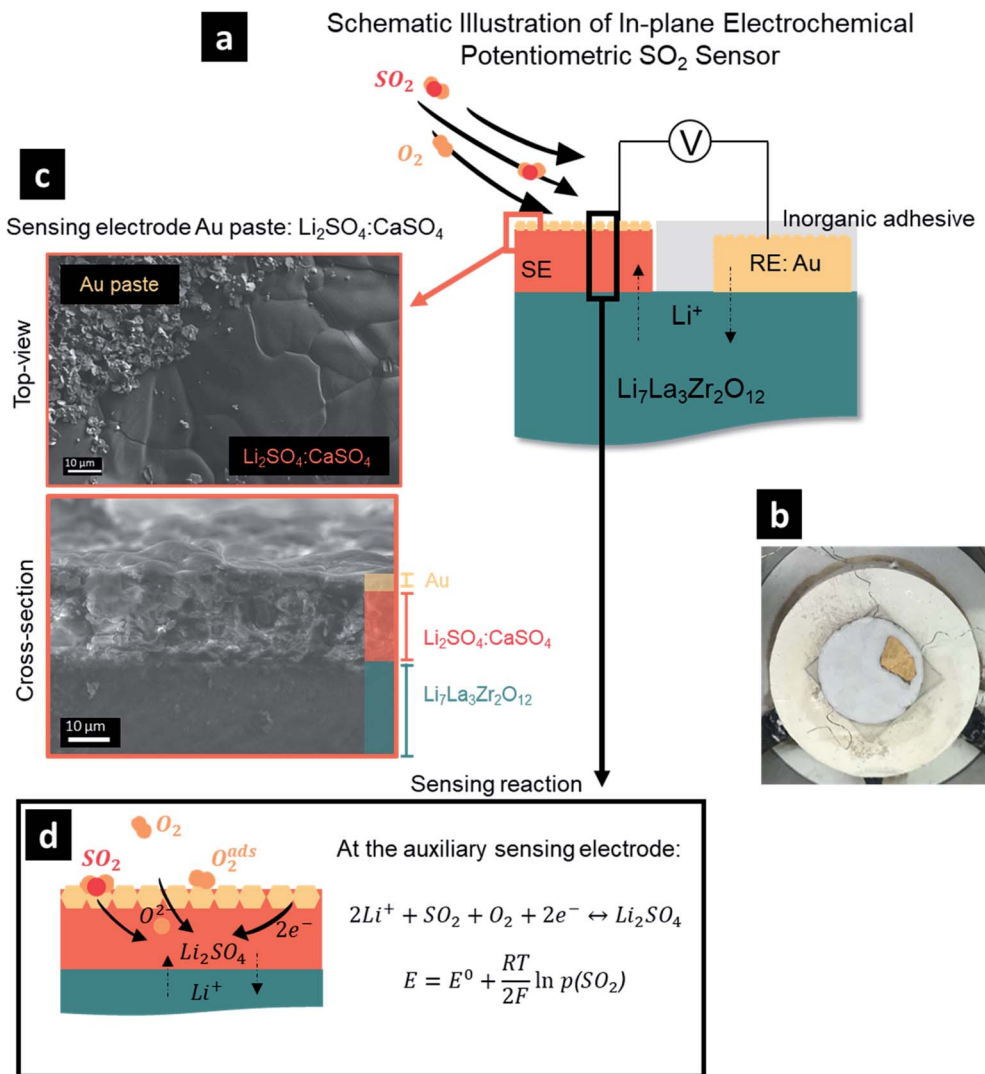 a
Schematic Illustration of In-plane Electrochemical
Potentiometric SO₂ Sensor
SO₂
O₂
V
Inorganic adhesive
SE
RE: Au
Li⁺
Li₇La₃Zr₂O₁₂
c
Sensing electrode Au paste: Li₂SO₄:CaSO₄
Top-view
Au paste
Li₂SO₄:CaSO₄
10 µm
Cross-section
Au
Li₂SO₄:CaSO₄
Li₇La₃Zr₂O₁₂
10 µm
b
Sensing reaction
d
O₂
SO₂
O₂ᵃᵈˢ
O²⁻
2e⁻
Li₂SO₄
Li⁺
At the auxiliary sensing electrode:
2Li⁺ + SO₂ + O₂ + 2e⁻ ↔ Li₂SO₄
E = E⁰ + RT/2F ln p(SO₂)